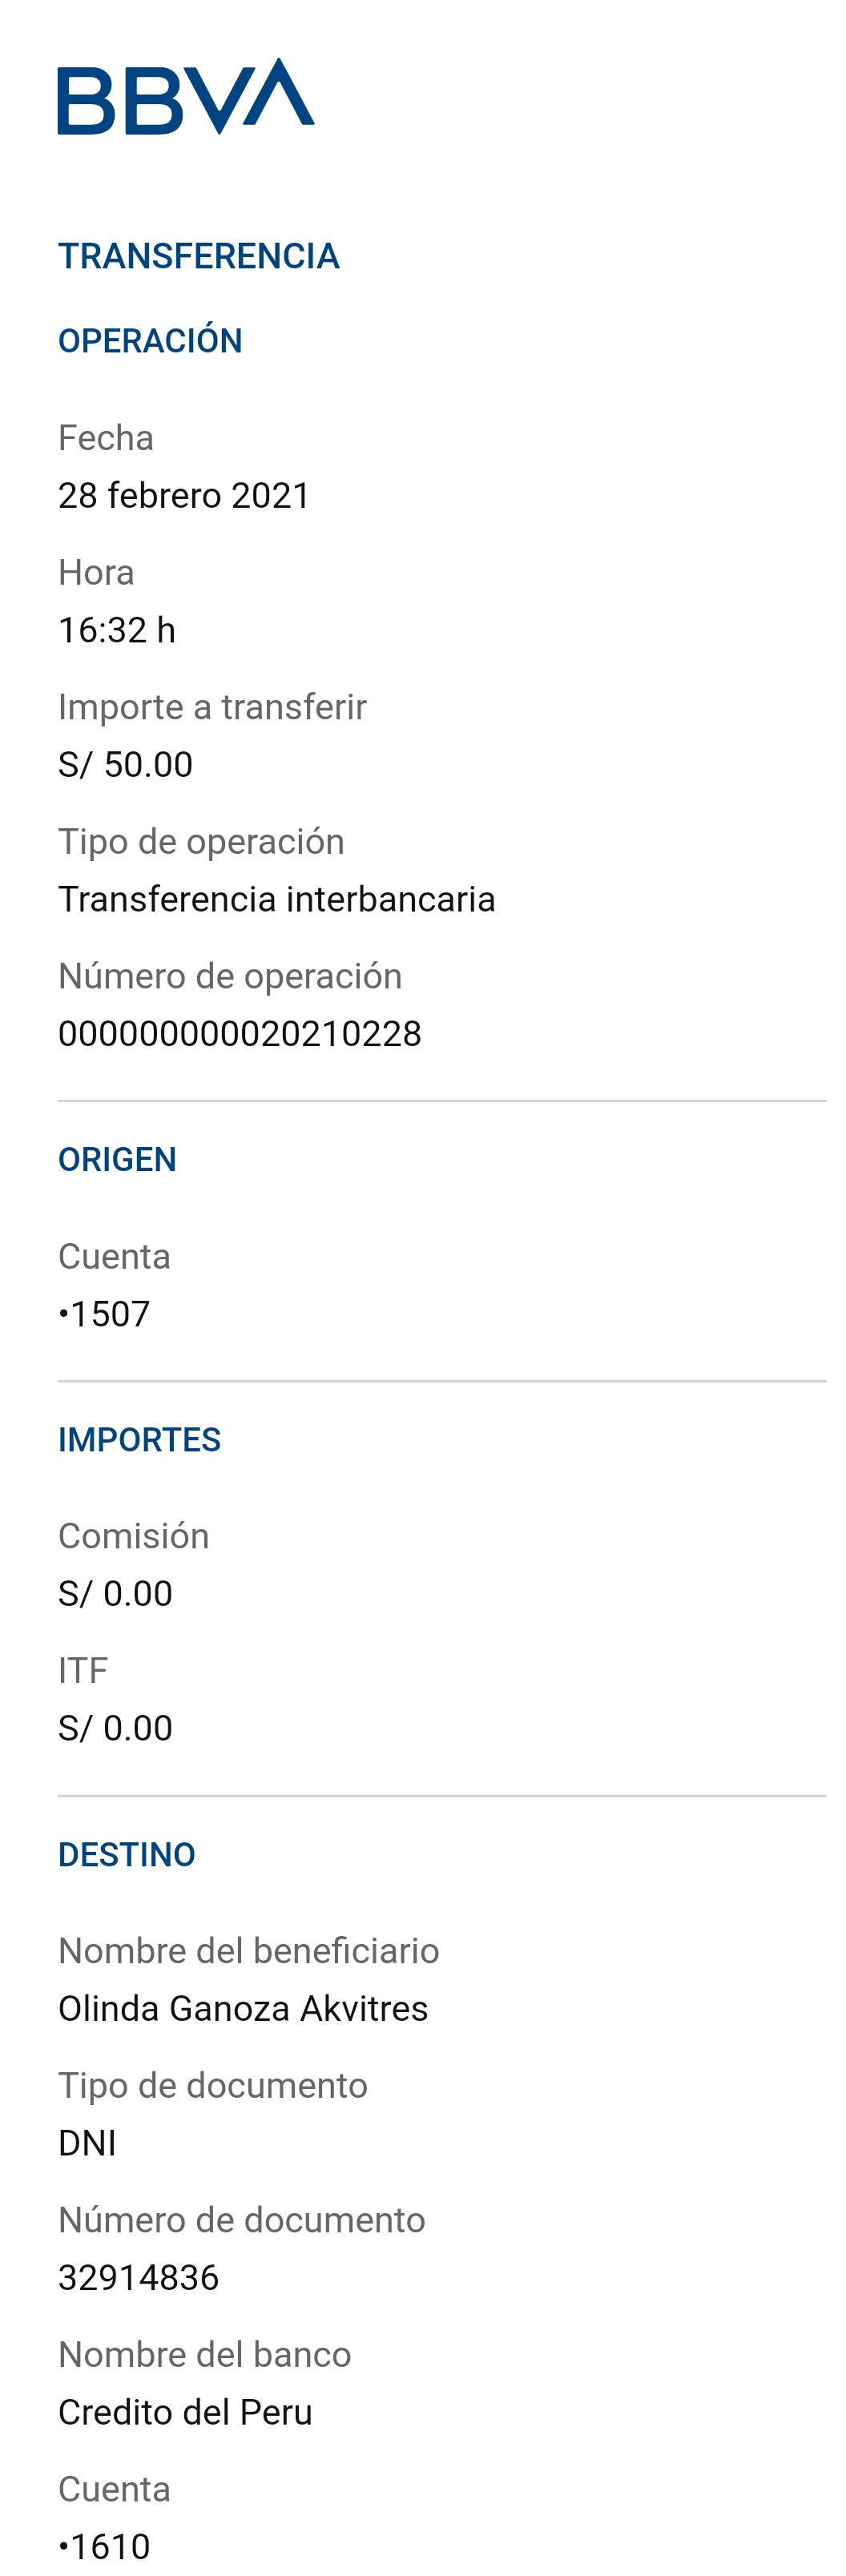 BBVA
TRANSFERENCIA
OPERACIÓN
Fecha
28 febrero 2021
Hora
16:32 h
Importe a transferir
S/ 50.00
Tipo de operación
Transferencia interbancaria
Número de operación
000000000020210228
ORIGEN
Cuenta
•1507
IMPORTES
Comisión
S/ 0.00
ITF
S/ 0.00
DESTINO
Nombre del beneficiario
Olinda Ganoza Akvitres
Tipo de documento
DNI
Número de documento
32914836
Nombre del banco
Credito del Peru
Cuenta
•1610